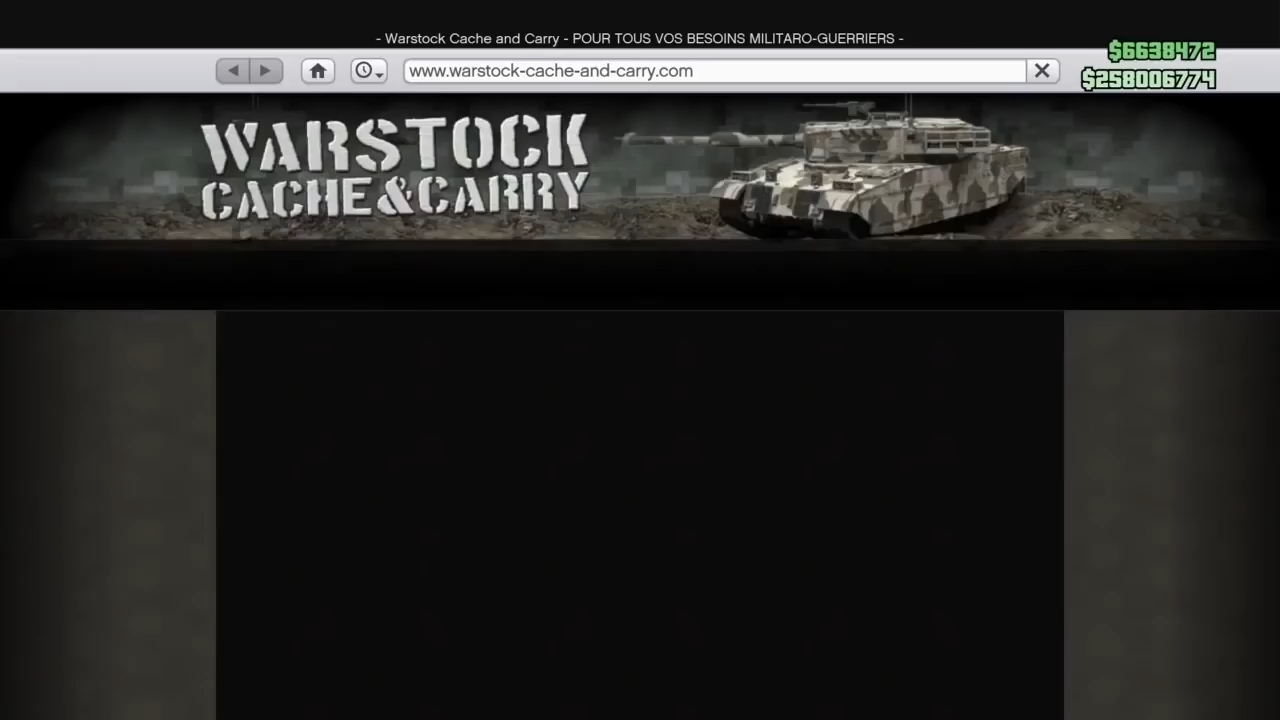 - Warstock Cache and Carry - POUR TOUS VOS BESOINS MILITARO-GUERRIERS -
$6638472
www.warstock-cache-and-carry.com
$258006774
WARSTOCK
CACHE&CARRY